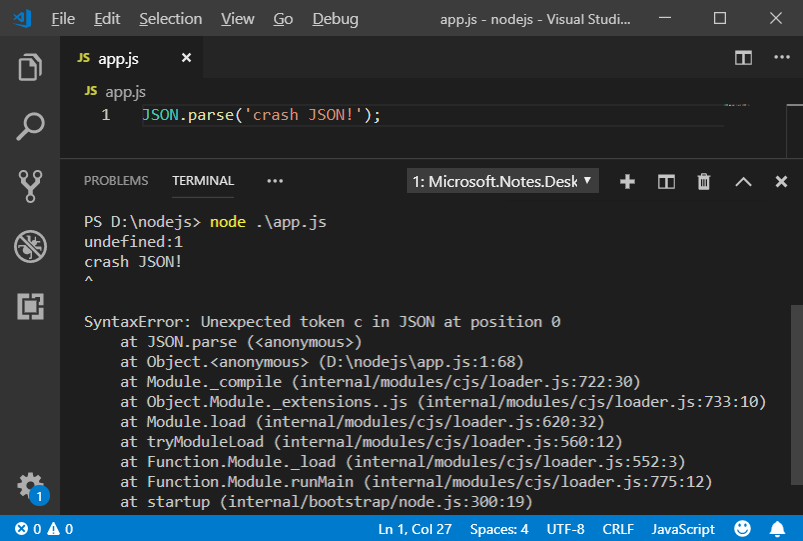 File Edit Selection View Go Debug app.js - nodejs - Visual Studi...
JS app.js
JS app.js
1 JSON.parse('crash JSON!');
PROBLEMS TERMINAL ... 1: Microsoft.Notes.Desk
PS D:\nodejs> node .\app.js
undefined:1
crash JSON!
^
SyntaxError: Unexpected token c in JSON at position 0
at JSON.parse (<anonymous>)
at Object.<anonymous> (D:\nodejs\app.js:1:68)
at Module._compile (internal/modules/cjs/loader.js:722:30)
at Object.Module._extensions..js (internal/modules/cjs/loader.js:733:10)
at Module.load (internal/modules/cjs/loader.js:620:32)
at tryModuleLoad (internal/modules/cjs/loader.js:560:12)
at Function.Module._load (internal/modules/cjs/loader.js:552:3)
at Function.Module.runMain (internal/modules/cjs/loader.js:775:12)
at startup (internal/bootstrap/node.js:300:19)
1
0 0 Ln 1, Col 27 Spaces: 4 UTF-8 CRLF JavaScript